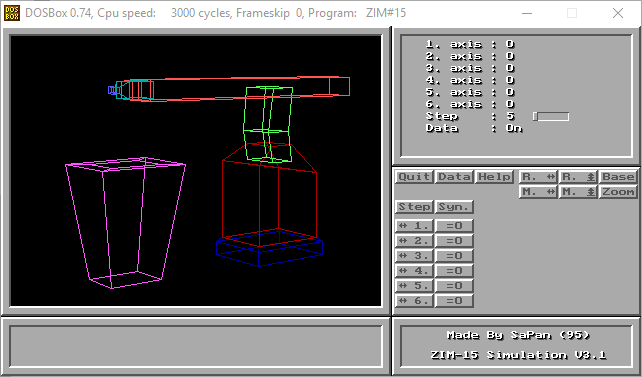 DOSBox 0.74, Cpu speed: 3000 cycles, Frameskip 0, Program: ZIM#15
DOS
BOX
1. axis : 0
2. axis : 0
3. axis : 0
4. axis : 0
5. axis : 0
6. axis : 0
Step : 5
Data : On
Quit Data Help R. ↔ R. ↕ Base
M. ↔ M. ↕ Zoom
Step Syn.
↔ 1. =0
↔ 2. =0
↔ 3. =0
↔ 4. =0
↔ 5. =0
↔ 6. =0
Made By SaPan (95)
ZIM-15 Simulation V3.1